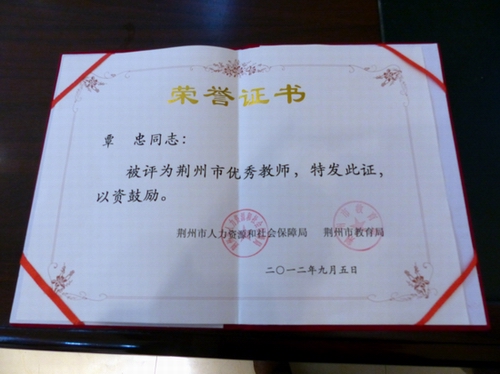 荣誉证书
覃 忠同志：
被评为荆州市优秀教师，特发此证，
以资鼓励。
荆州市人力资源和社会保障局 荆州市教育局
二〇一二年九月五日